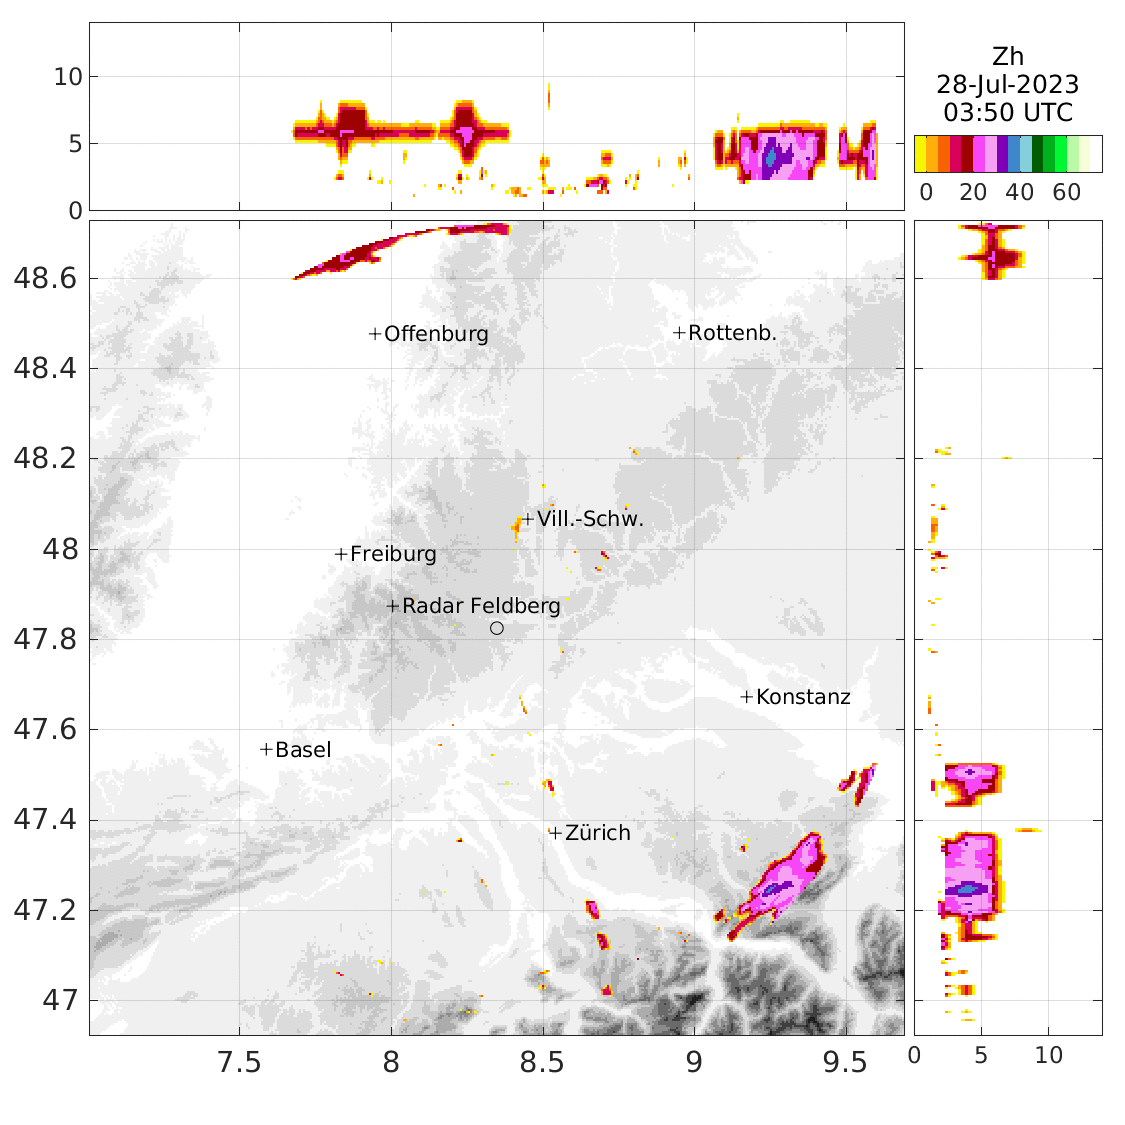 10
5
0
Zh
28-Jul-2023
03:50 UTC
0 20 40 60
48.6
48.4
48.2
48
47.8
47.6
47.4
47.2
47
Offenburg
Rottenb.
Vill.-Schw.
Freiburg
Radar Feldberg
Konstanz
Basel
Zürich
7.5 8 8.5 9 9.5
0 5 10